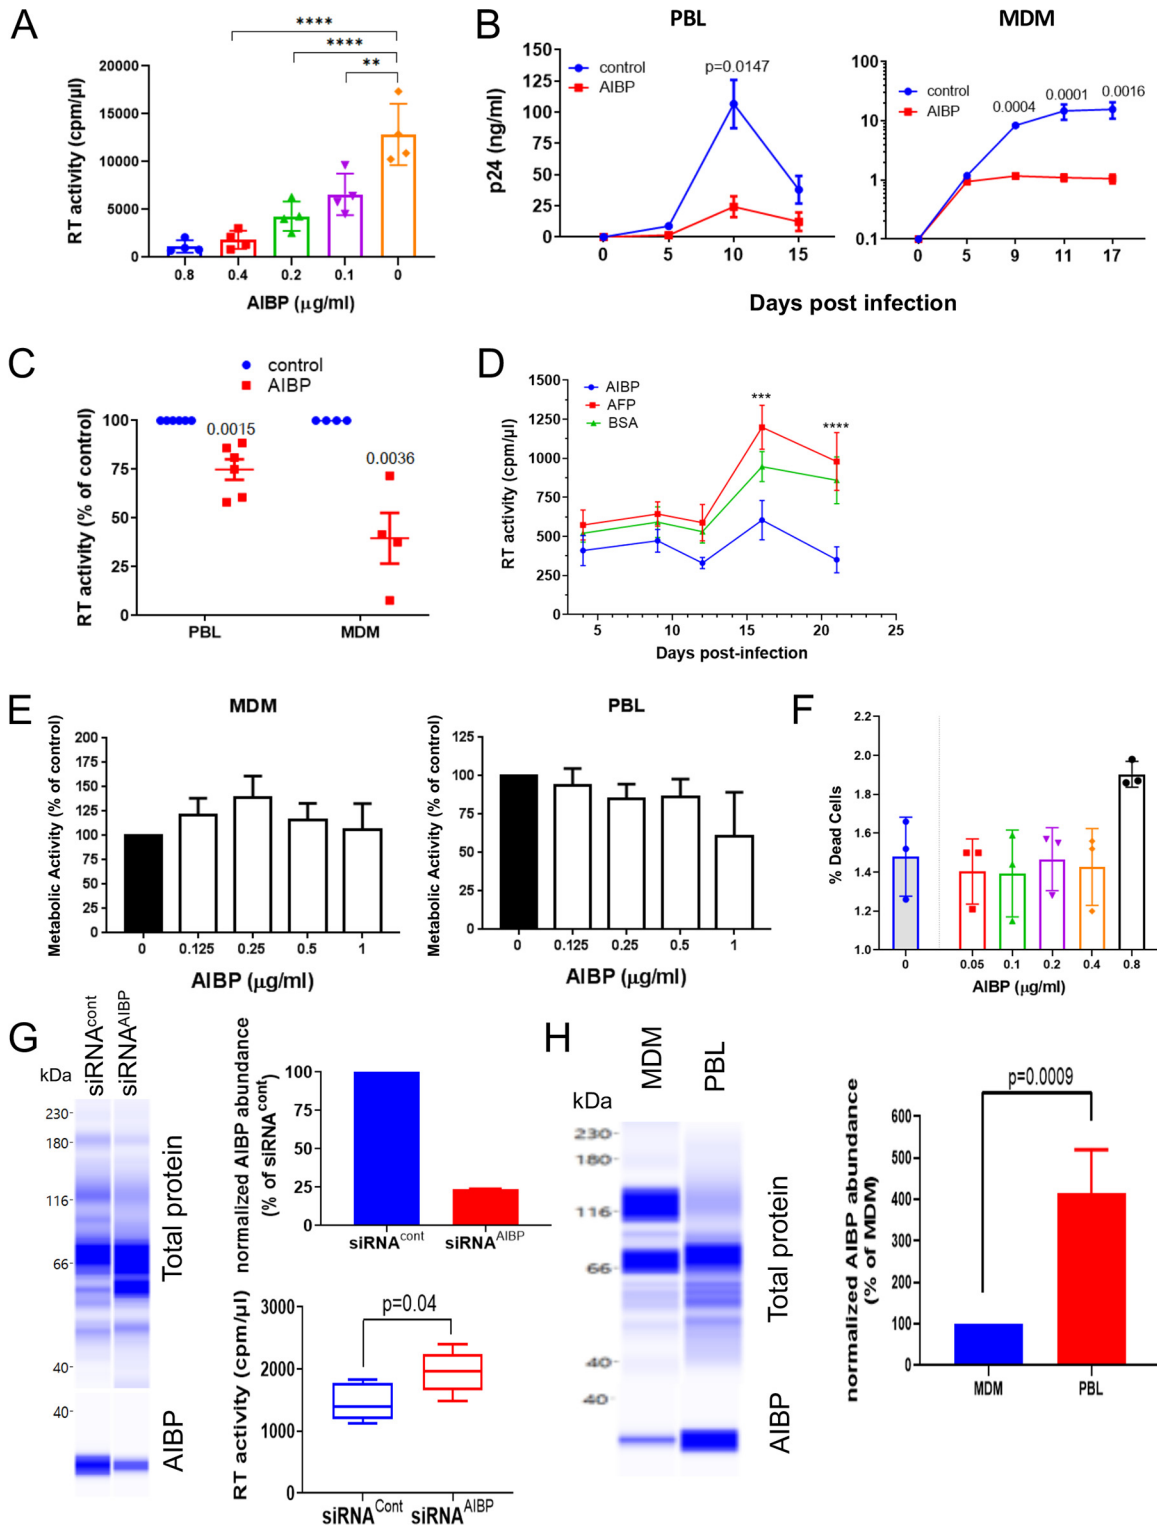 A
****
****
**
RT activity (cpm/µl)
20000
15000
10000
5000
0
0.8
0.4
0.2
0.1
0
AIBP (µg/ml)
B
PBL
MDM
p24 (ng/ml)
150
125
100
75
50
25
0
control
AIBP
p=0.0147
0
5
10
15
100
10
1
0.1
control
AIBP
0.0004
0.0001
0.0016
0
5
9
11
17
Days post infection
C
control
AIBP
RT activity (% of control)
100
75
50
25
0
0.0015
0.0036
PBL
MDM
D
RT activity (cpm/µl)
1500
1250
1000
750
500
250
0
AIBP
AFP
BSA
***
****
5
10
15
20
25
Days post-infection
E
MDM
Metabolic Activity (% of control)
200
175
150
125
100
75
50
25
0
0
0.125
0.25
0.5
1
AIBP (µg/ml)
PBL
Metabolic Activity (% of control)
125
100
75
50
25
0
0
0.125
0.25
0.5
1
AIBP (µg/ml)
F
% Dead Cells
2.2
2.0
1.8
1.6
1.4
1.2
1.0
0
0.05
0.1
0.2
0.4
0.8
AIBP (µg/ml)
G
kDa
siRNAcont
siRNAAIBP
230
180
116
66
40
40
Total protein
AIBP
normalized AIBP abundance
(% of siRNAcont)
100
75
50
25
0
siRNAcont
siRNAAIBP
RT activity (cpm/µl)
3000
2000
1000
0
p=0.04
siRNACont
siRNAAIBP
H
kDa
MDM
PBL
230
180
116
66
40
40
Total protein
AIBP
normalized AIBP abundance
(% of MDM)
600
500
400
300
200
100
0
p=0.0009
MDM
PBL